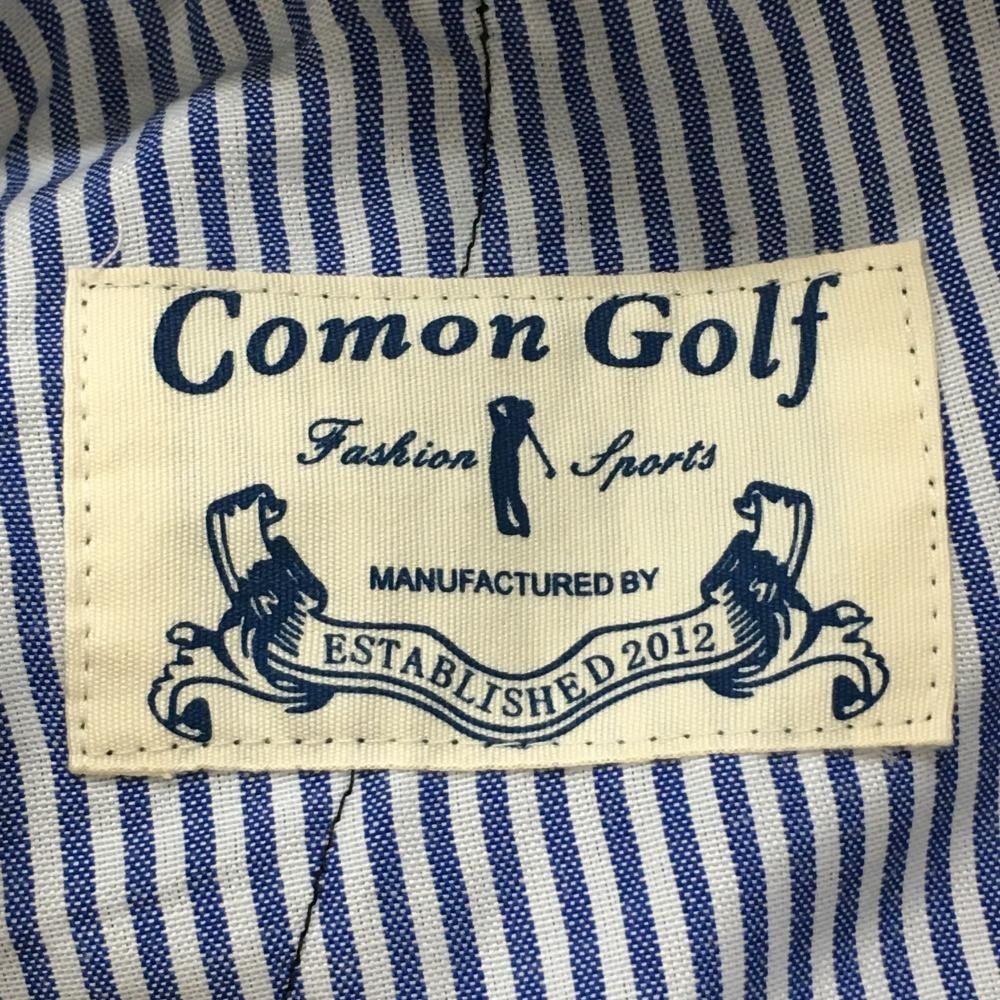 Comon Golf
Fashion Sports
MANUFACTURED BY
ESTABLISHED 2012